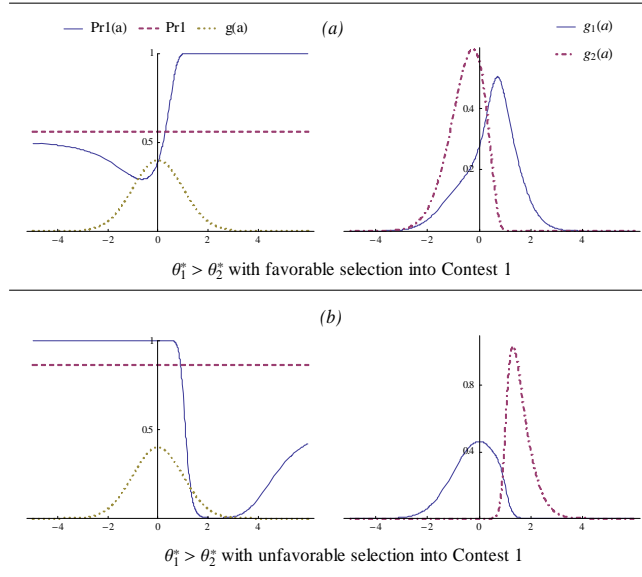 Pr1(a) Pr1 g(a) (a) g₁(a)
g₂(a)
1
0.5
0.4
0.2
−4 −2 0 2 4 −4 −2 0 2 4
θ₁* > θ₂* with favorable selection into Contest 1
(b)
1
0.8
0.5
0.4
−4 −2 0 2 4 −4 −2 0 2 4
θ₁* > θ₂* with unfavorable selection into Contest 1